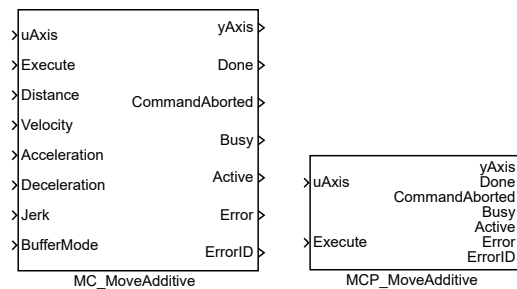 uAxis
Execute
Distance
Velocity
Acceleration
Deceleration
Jerk
BufferMode
yAxis
Done
CommandAborted
Busy
Active
Error
ErrorID
MC_MoveAdditive
uAxis
Execute
yAxis
Done
CommandAborted
Busy
Active
Error
ErrorID
MCP_MoveAdditive